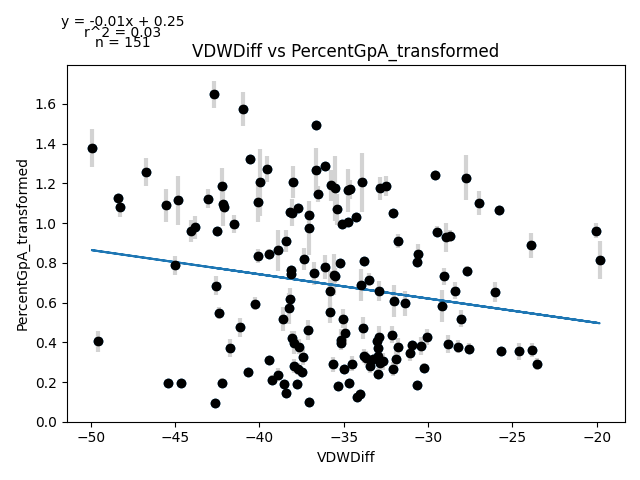 y = -0.01x + 0.25
r^2 = 0.03
n = 151
VDWDiff vs PercentGpA_transformed
PercentGpA_transformed
1.6
1.4
1.2
1.0
0.8
0.6
0.4
0.2
0.0
−50 −45 −40 −35 −30 −25 −20
VDWDiff